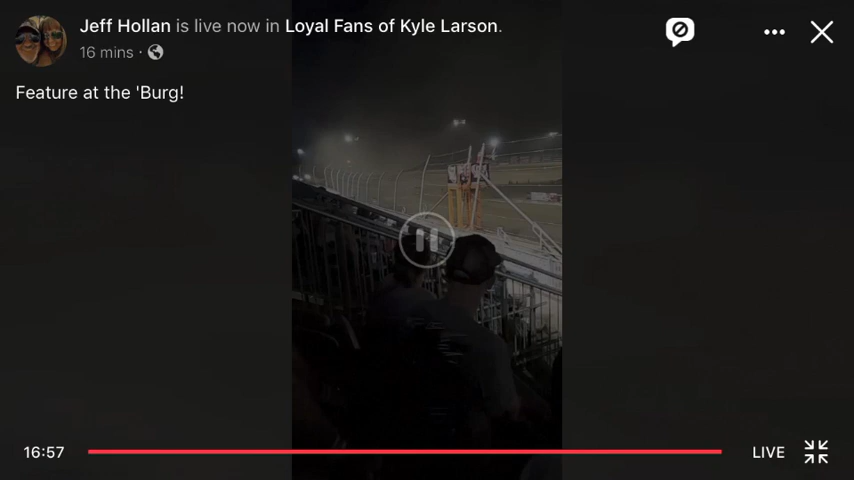 Jeff Hollan is live now in Loyal Fans of Kyle Larson.
16 mins ·
Feature at the 'Burg!
16:57
LIVE